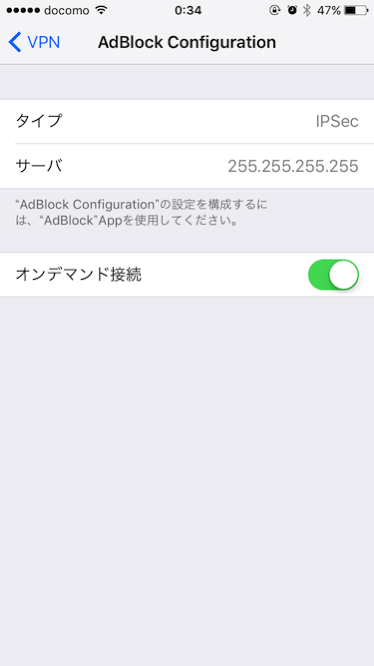 docomo 0:34 47%
VPN AdBlock Configuration
タイプ IPSec
サーバ 255.255.255.255
“AdBlock Configuration”の設定を構成するに
は、“AdBlock”Appを使用してください。
オンデマンド接続